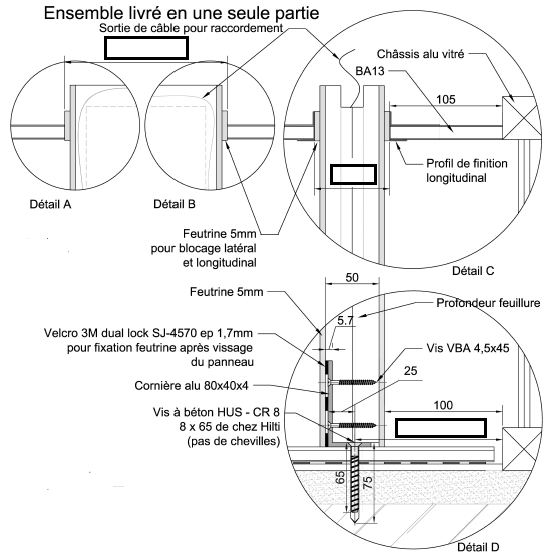 Ensemble livré en une seule partie
Sortie de câble pour raccordement
Châssis alu vitré
BA13
105
Profil de finition
longitudinal
Détail A
Détail B
Feutrine 5mm
pour blocage latéral
et longitudinal
Détail C
50
Feutrine 5mm
Profondeur feuillure
5.7
Velcro 3M dual lock SJ-4570 ep 1,7mm
pour fixation feutrine après vissage
du panneau
Vis VBA 4,5x45
25
Cornière alu 80x40x4
100
Vis à béton HUS - CR 8
8 x 65 de chez Hilti
(pas de chevilles)
65
75
Détail D